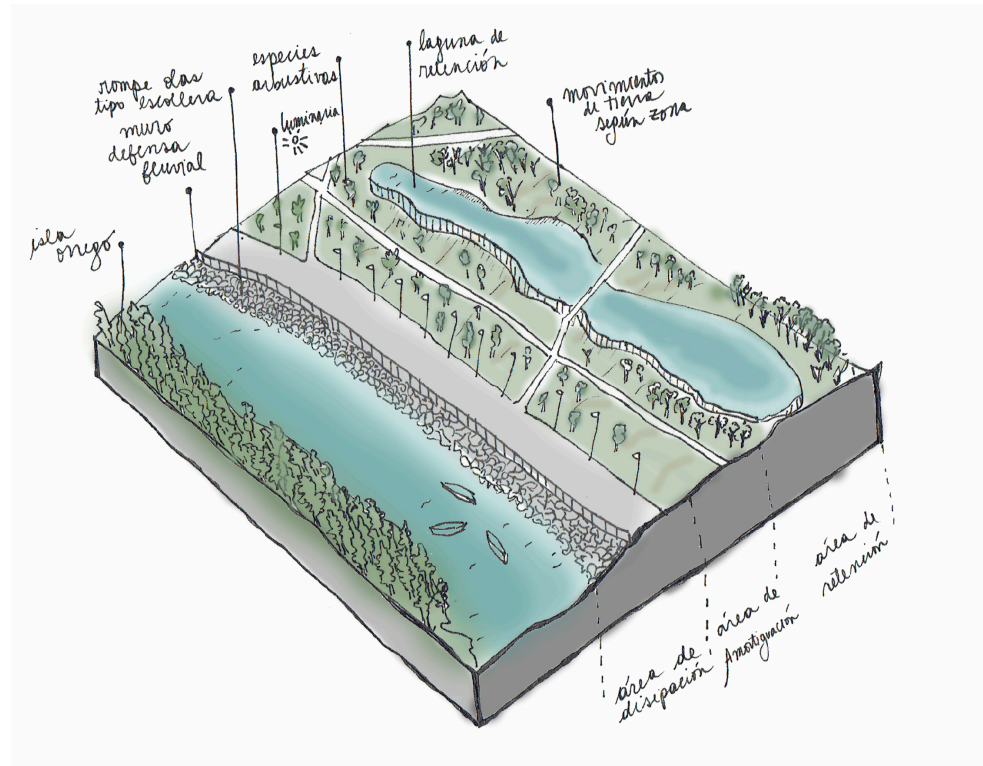 rompe olas
tipo escollera
muro
defensa
fluvial
especies
arbustivas
luminaria
laguna de
retención
movimientos
de tierra
según zona
isla
orego
área de
disipación
área de
Amortiguación
área de
retención